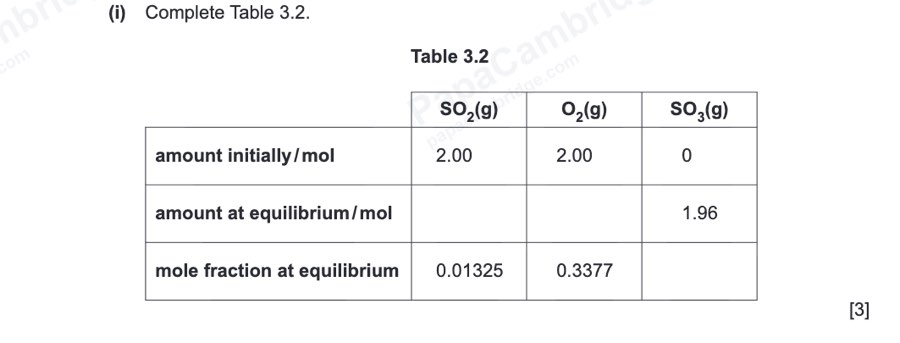 (i) Complete Table 3.2.
Table 3.2
SO₂(g) O₂(g) SO₃(g)
amount initially/mol 2.00 2.00 0
amount at equilibrium/mol 1.96
mole fraction at equilibrium 0.01325 0.3377
[3]